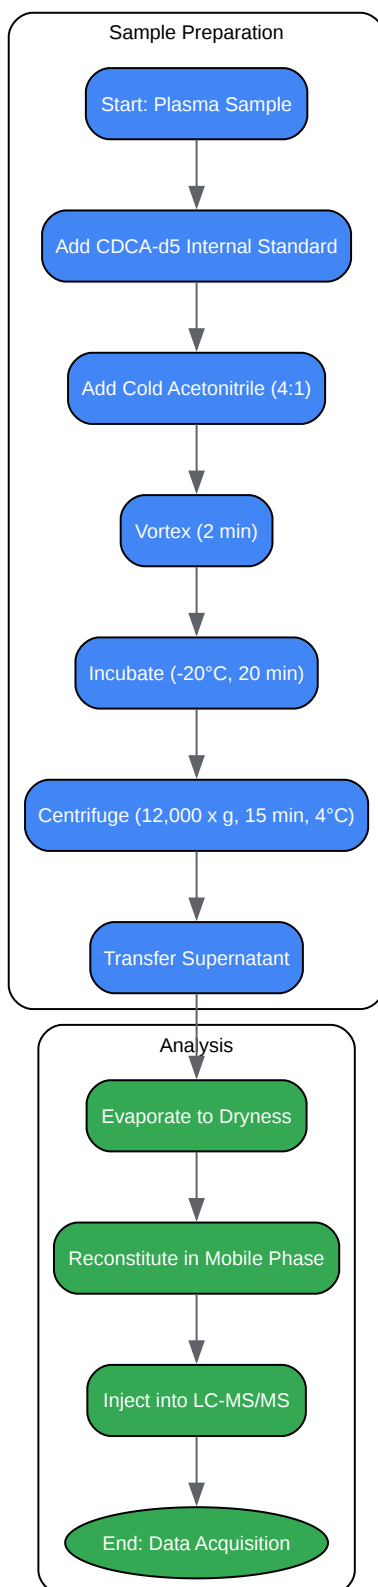 Sample Preparation
Start: Plasma Sample
Add CDCA-d5 Internal Standard
Add Cold Acetonitrile (4:1)
Vortex (2 min)
Incubate (-20°C, 20 min)
Centrifuge (12,000 x g, 15 min, 4°C)
Transfer Supernatant
Analysis
Evaporate to Dryness
Reconstitute in Mobile Phase
Inject into LC-MS/MS
End: Data Acquisition